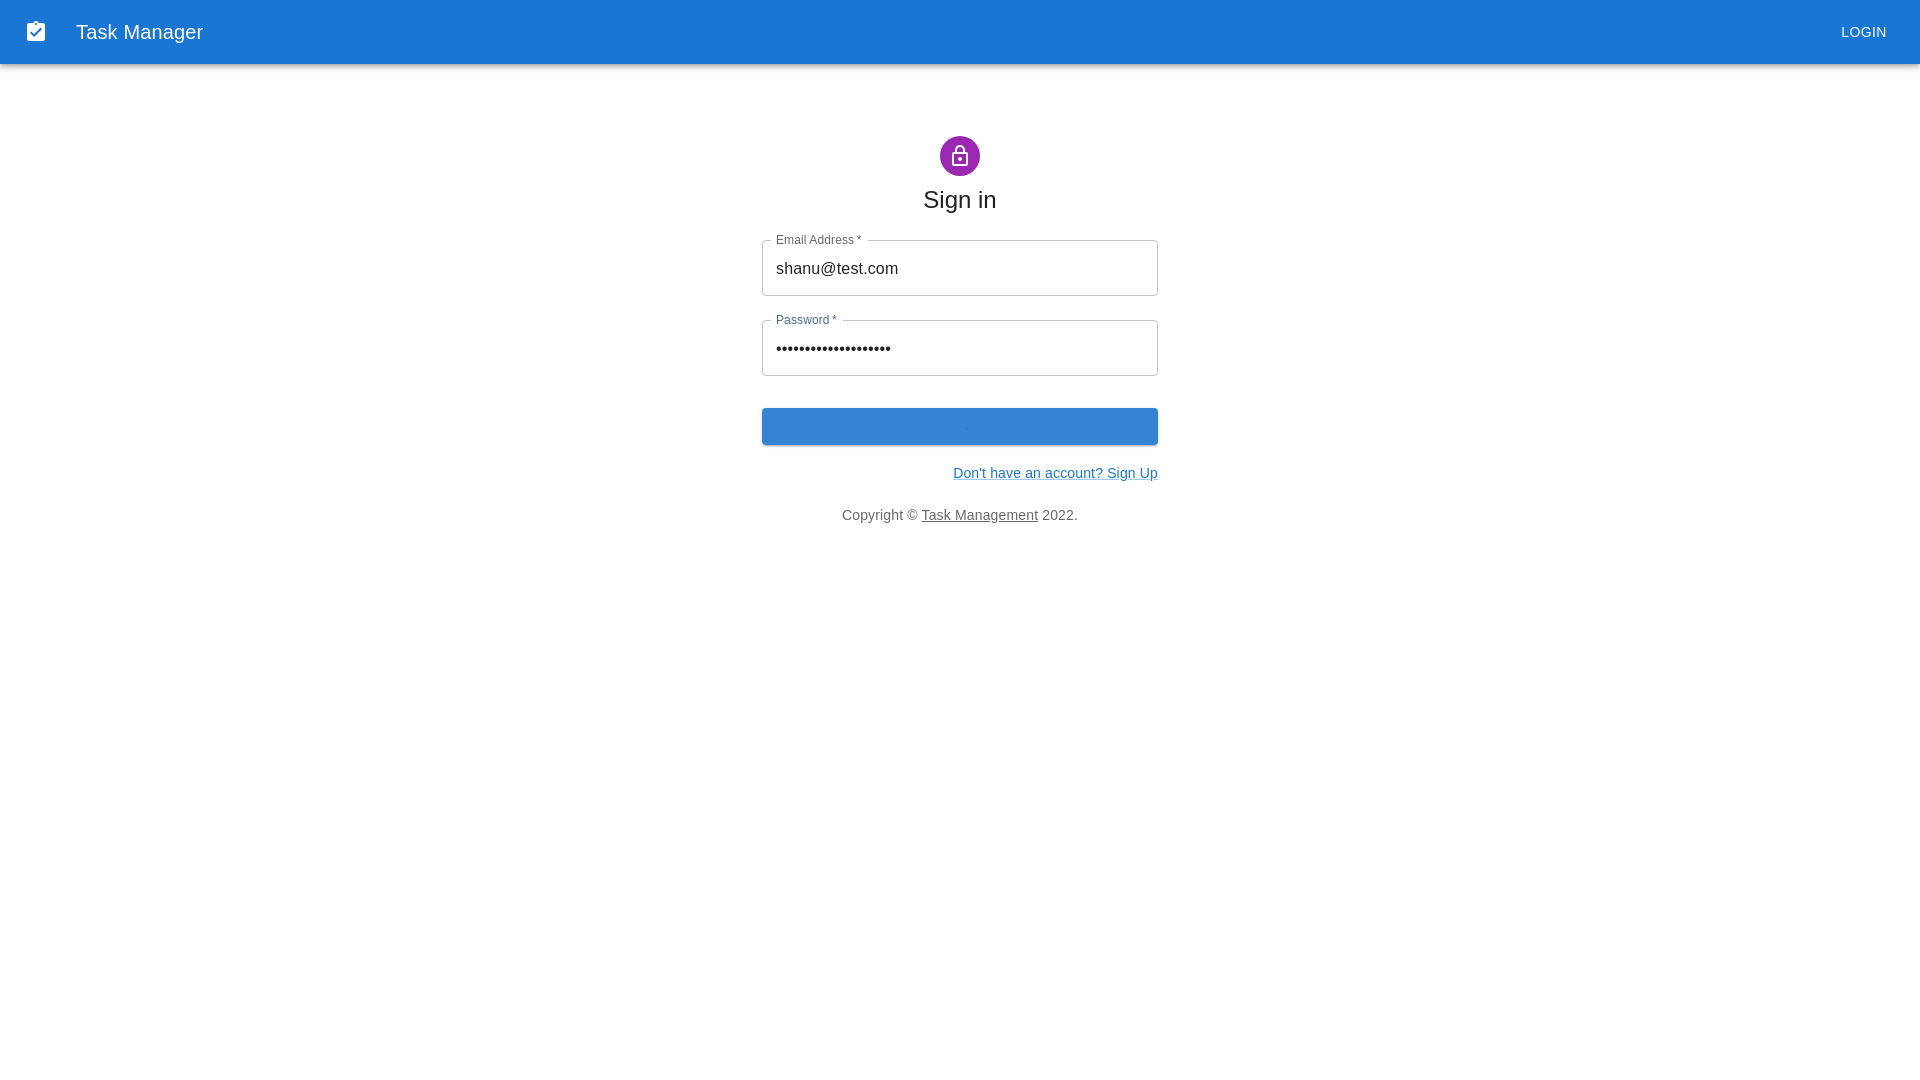 Task Manager
LOGIN
Sign in
Email Address *
shanu@test.com
Password *
••••••••••••••••••••
Don't have an account? Sign Up
Copyright © Task Management 2022.